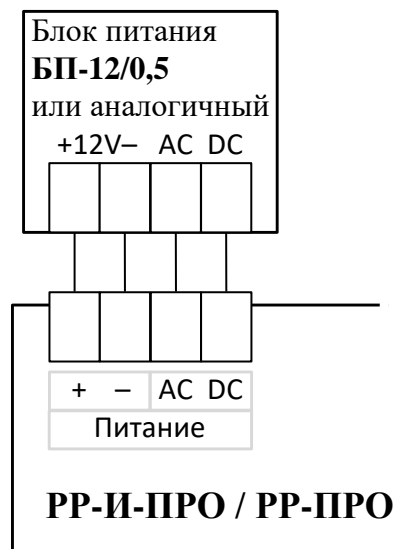 Блок питания
БП-12/0,5
или аналогичный
+12V– AC DC
+ – AC DC
Питание
РР-И-ПРО / РР-ПРО